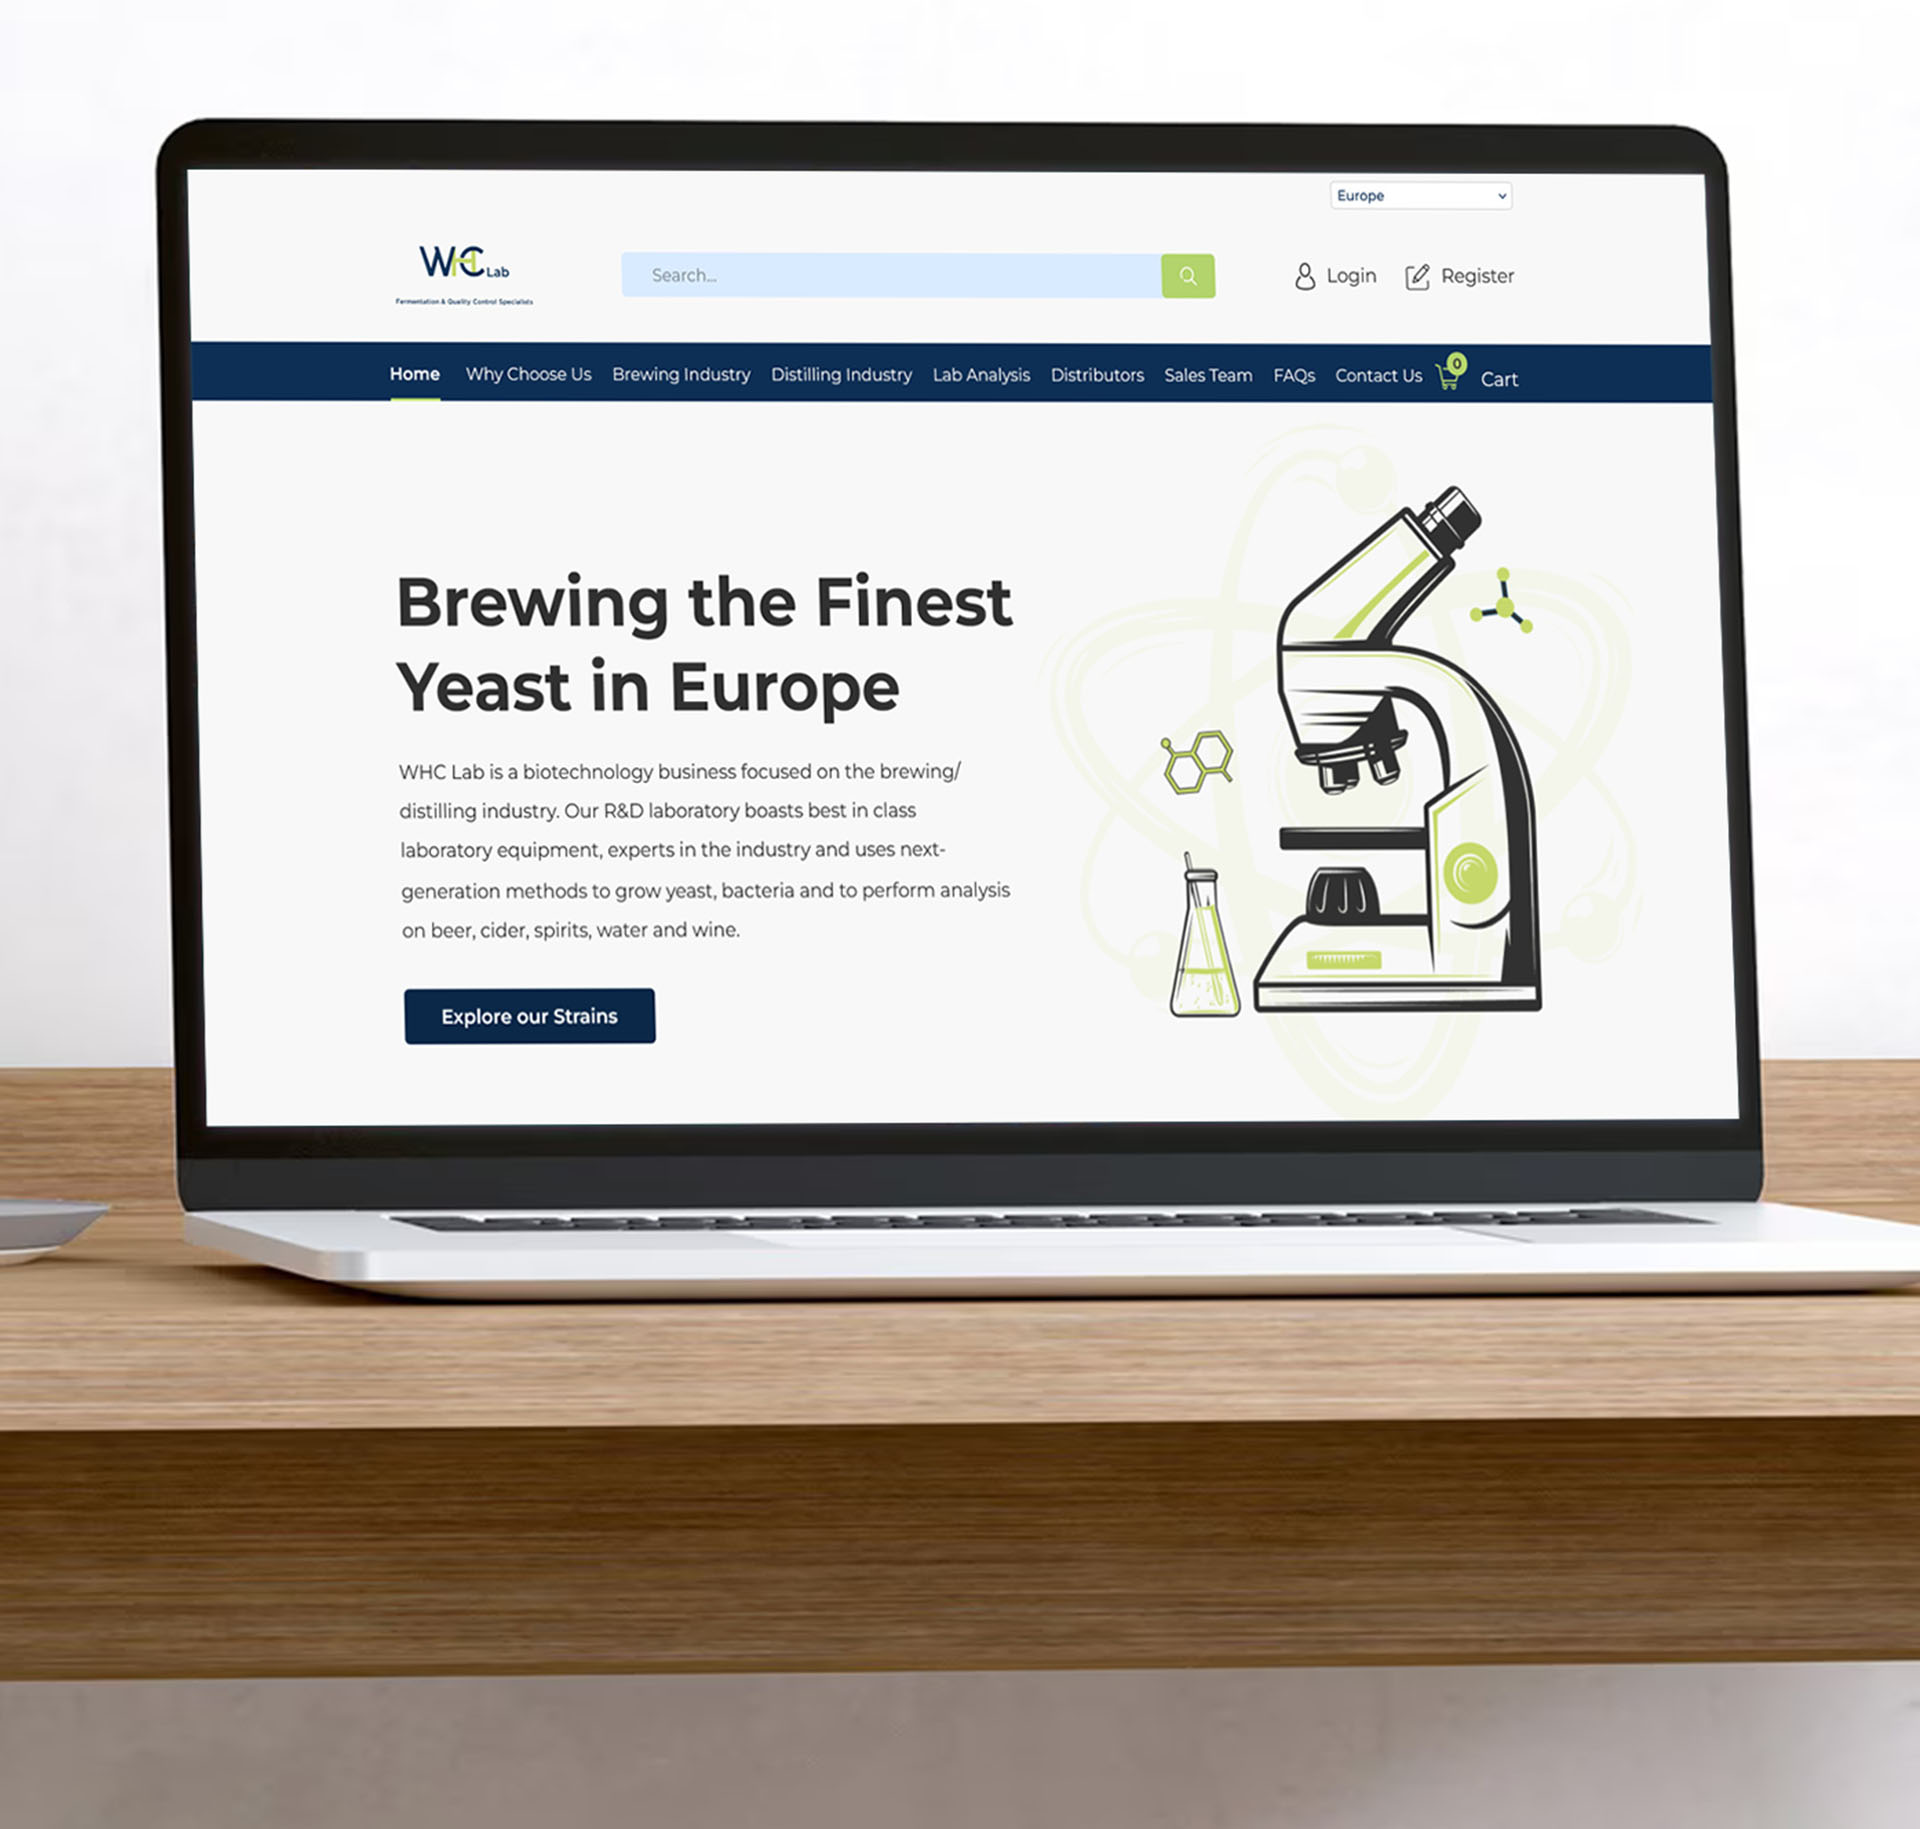 Europe
WHC Lab
Fermentation & Quality Control Specialists
Search...
Login
Register
Home
Why Choose Us
Brewing Industry
Distilling Industry
Lab Analysis
Distributors
Sales Team
FAQs
Contact Us
0
Cart
Brewing the Finest
Yeast in Europe
WHC Lab is a biotechnology business focused on the brewing/
distilling industry. Our R&D laboratory boasts best in class
laboratory equipment, experts in the industry and uses next-
generation methods to grow yeast, bacteria and to perform analysis
on beer, cider, spirits, water and wine.
Explore our Strains